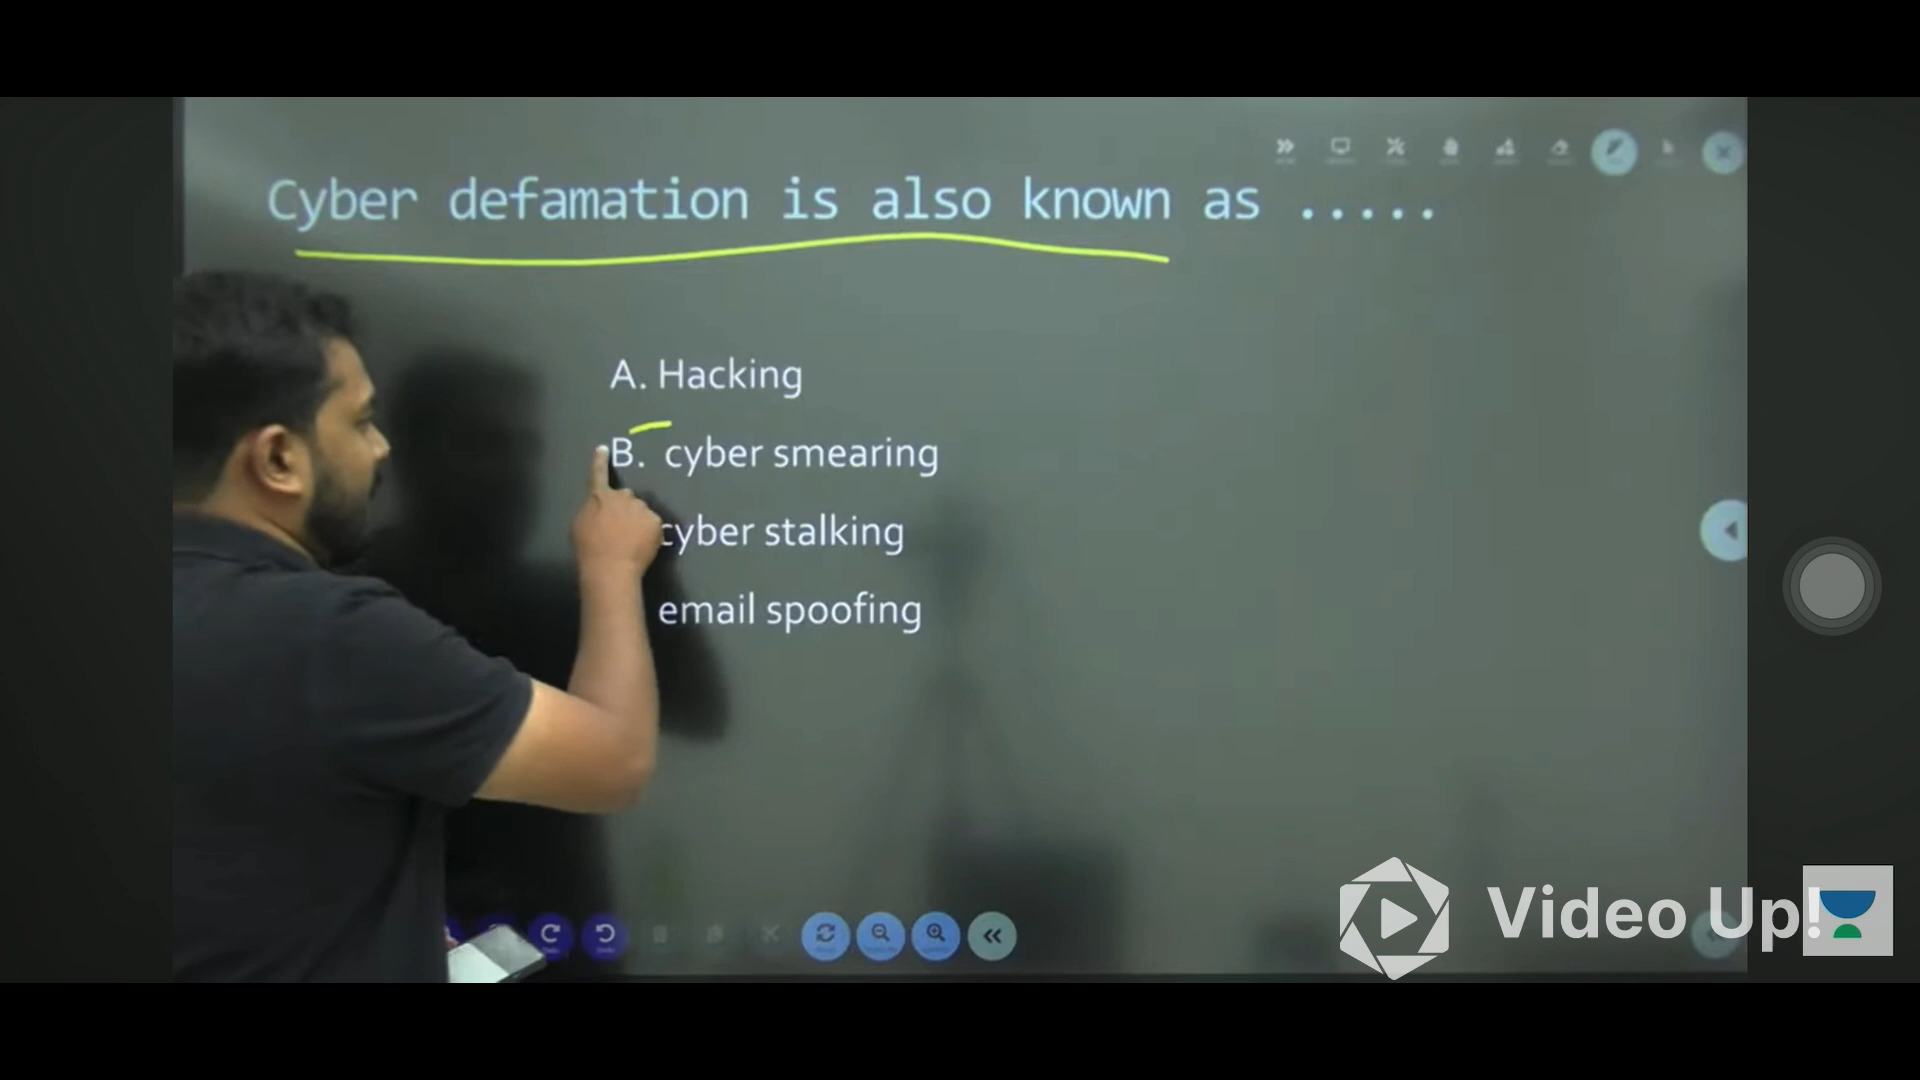 Cyber defamation is also known as .....
A. Hacking
B. cyber smearing
cyber stalking
email spoofing
Video Up!